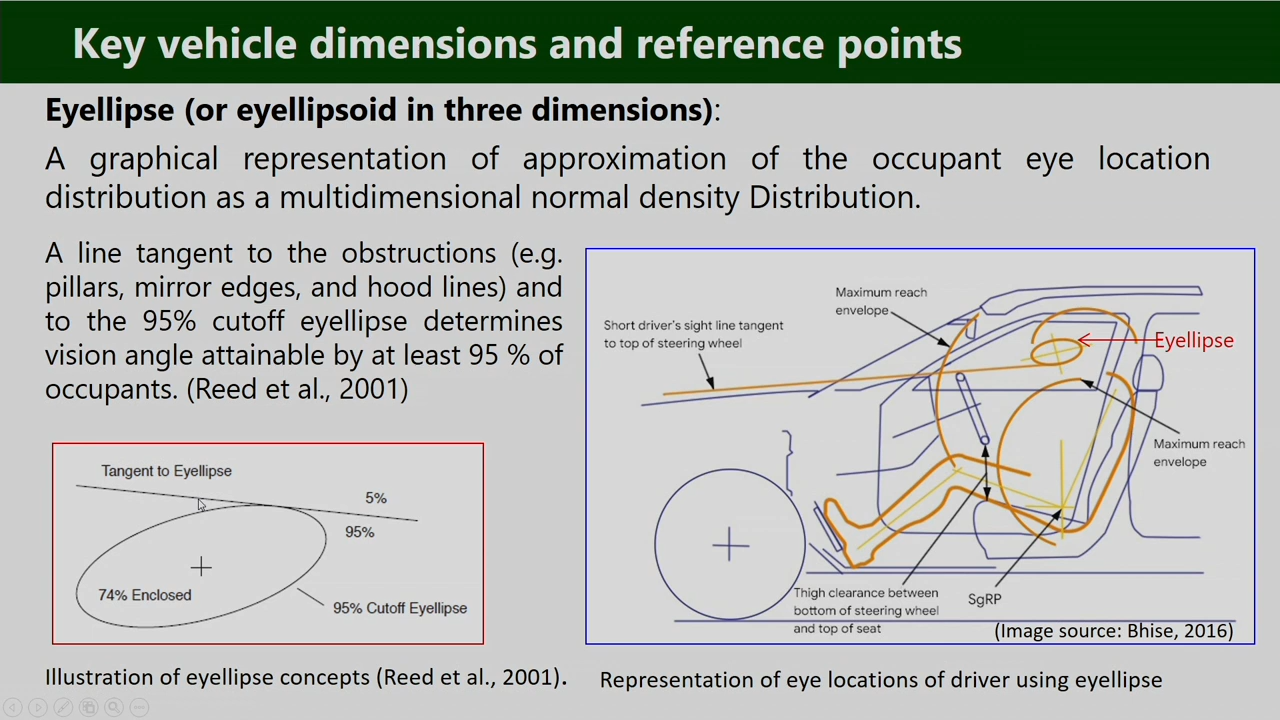 Key vehicle dimensions and reference points
Eyellipse (or eyellipsoid in three dimensions):
A graphical representation of approximation of the occupant eye location
distribution as a multidimensional normal density Distribution.
A line tangent to the obstructions (e.g.
pillars, mirror edges, and hood lines) and
to the 95% cutoff eyellipse determines
vision angle attainable by at least 95 % of
occupants. (Reed et al., 2001)
Tangent to Eyellipse
5%
95%
74% Enclosed
95% Cutoff Eyellipse
Illustration of eyellipse concepts (Reed et al., 2001).
Maximum reach
envelope
Short driver's sight line tangent
to top of steering wheel
Eyellipse
Maximum reach
envelope
Thigh clearance between
bottom of steering wheel
and top of seat
SgRP
(Image source: Bhise, 2016)
Representation of eye locations of driver using eyellipse